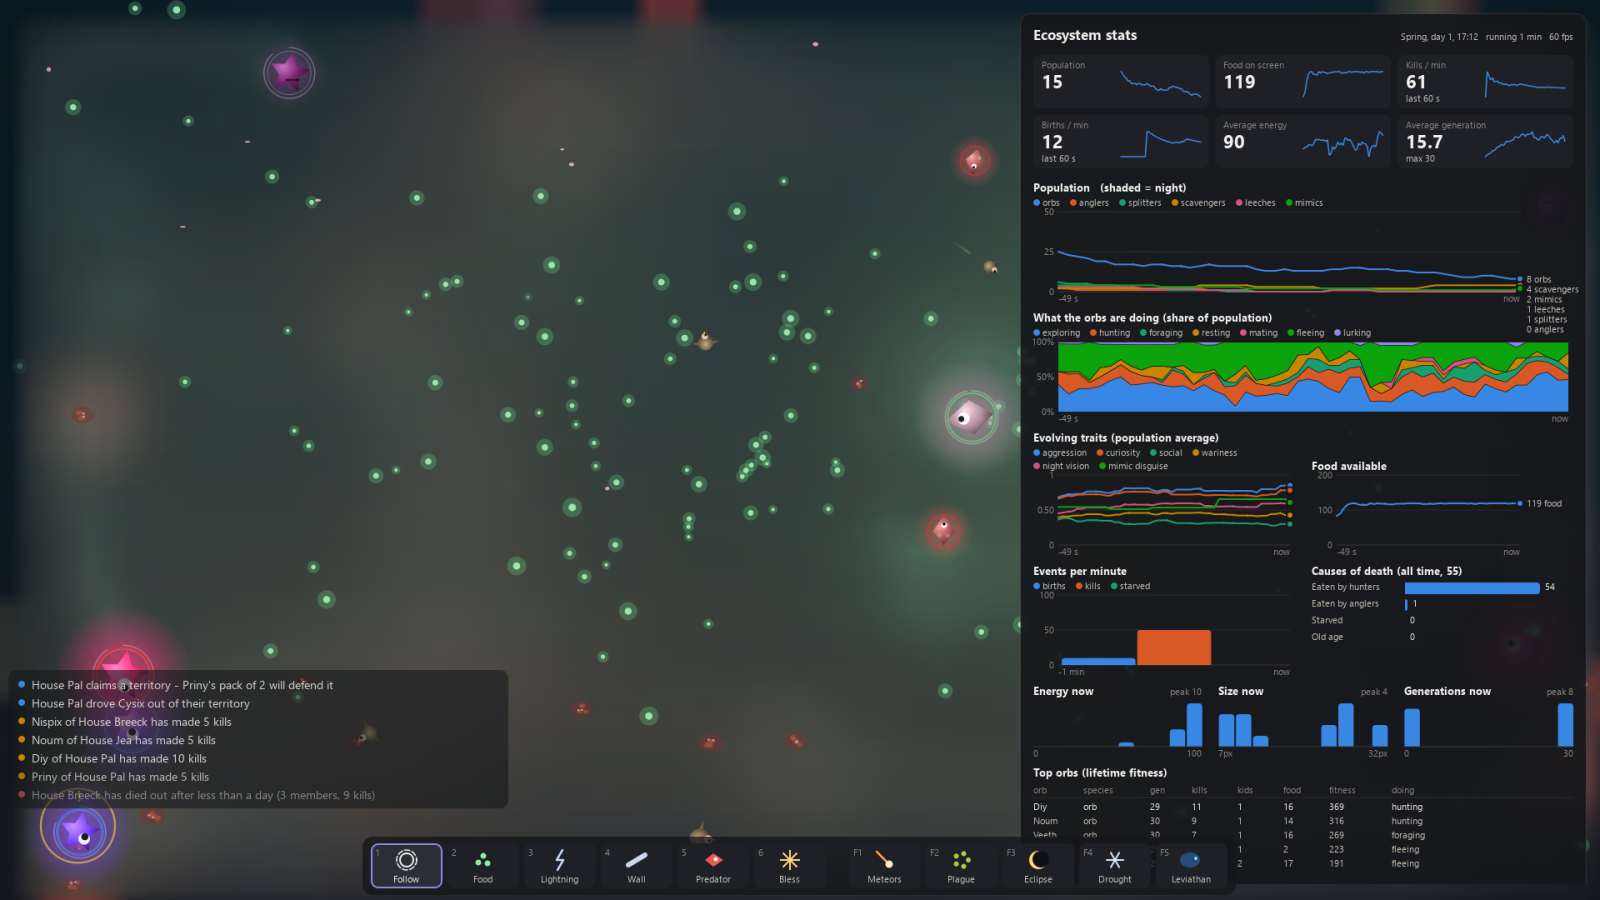 Ecosystem stats
Spring, day 1, 17:12 running 1 min 60 fps
Population
15
Food on screen
119
Kills / min
61
last 60 s
Births / min
12
last 60 s
Average energy
90
Average generation
15.7
max 30
Population (shaded = night)
orbs anglers splitters scavengers leeches mimics
50
25
0
-49 s
now
8 orbs
4 scavengers
2 mimics
1 leeches
1 splitters
0 anglers
What the orbs are doing (share of population)
exploring hunting foraging resting mating fleeing lurking
100%
50%
0%
-49 s
now
Evolving traits (population average)
aggression curiosity social wariness
night vision mimic disguise
1
0.50
0
-49 s
now
Food available
200
100
0
119 food
-49 s
now
Events per minute
births kills starved
100
50
0
-1 min
now
Causes of death (all time, 55)
Eaten by hunters 54
Eaten by anglers 1
Starved 0
Old age 0
Energy now peak 10
0 100
Size now peak 4
7px 32px
Generations now peak 8
0 30
Top orbs (lifetime fitness)
orb species gen kills kids food fitness doing
Diy orb 29 11 1 16 369 hunting
Noum orb 30 9 1 14 316 hunting
Veeth orb 30 7 1 16 269 foraging
1 2 223 fleeing
2 17 191 fleeing
House Pal claims a territory - Priny's pack of 2 will defend it
House Pal drove Cysix out of their territory
Nispix of House Breeck has made 5 kills
Noum of House Jea has made 5 kills
Diy of House Pal has made 10 kills
Priny of House Pal has made 5 kills
House Breeck has died out after less than a day (3 members, 9 kills)
1 Follow
2 Food
3 Lightning
4 Wall
5 Predator
6 Bless
F1 Meteors
F2 Plague
F3 Eclipse
F4 Drought
F5 Leviathan